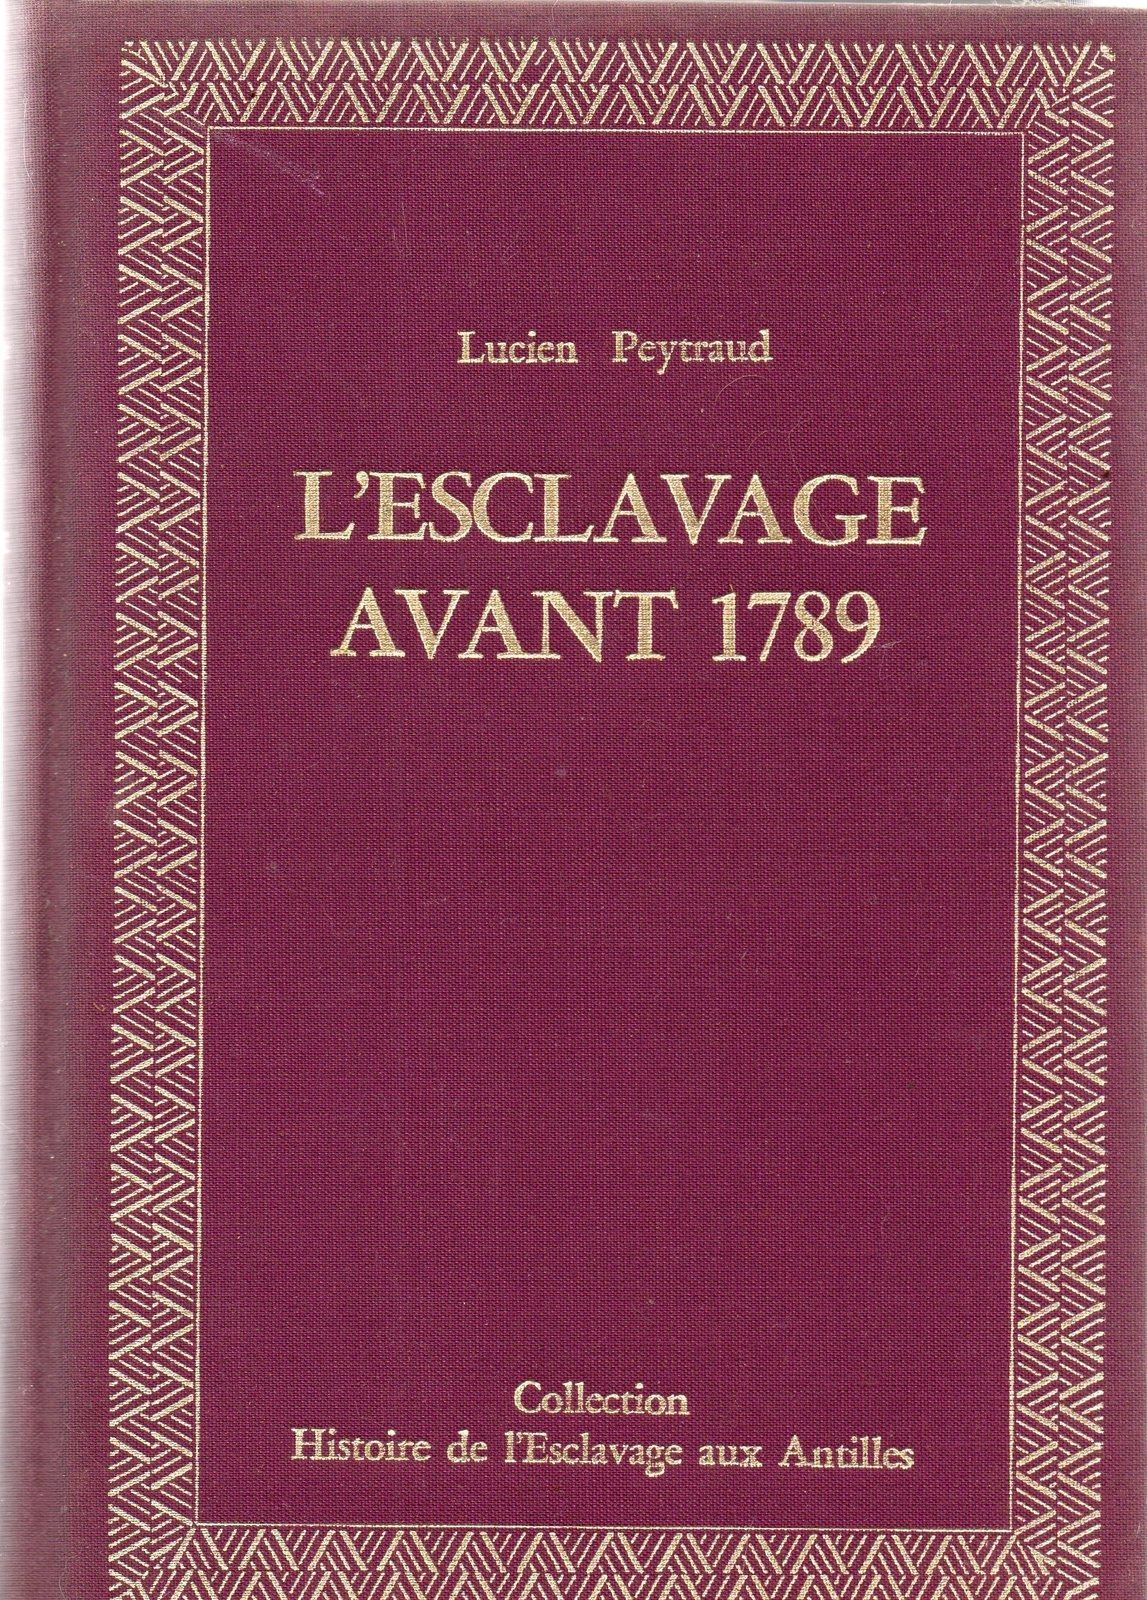 Lucien Peytraud
L'ESCLAVAGE
AVANT 1789
Collection
Histoire de l'Esclavage aux Antilles